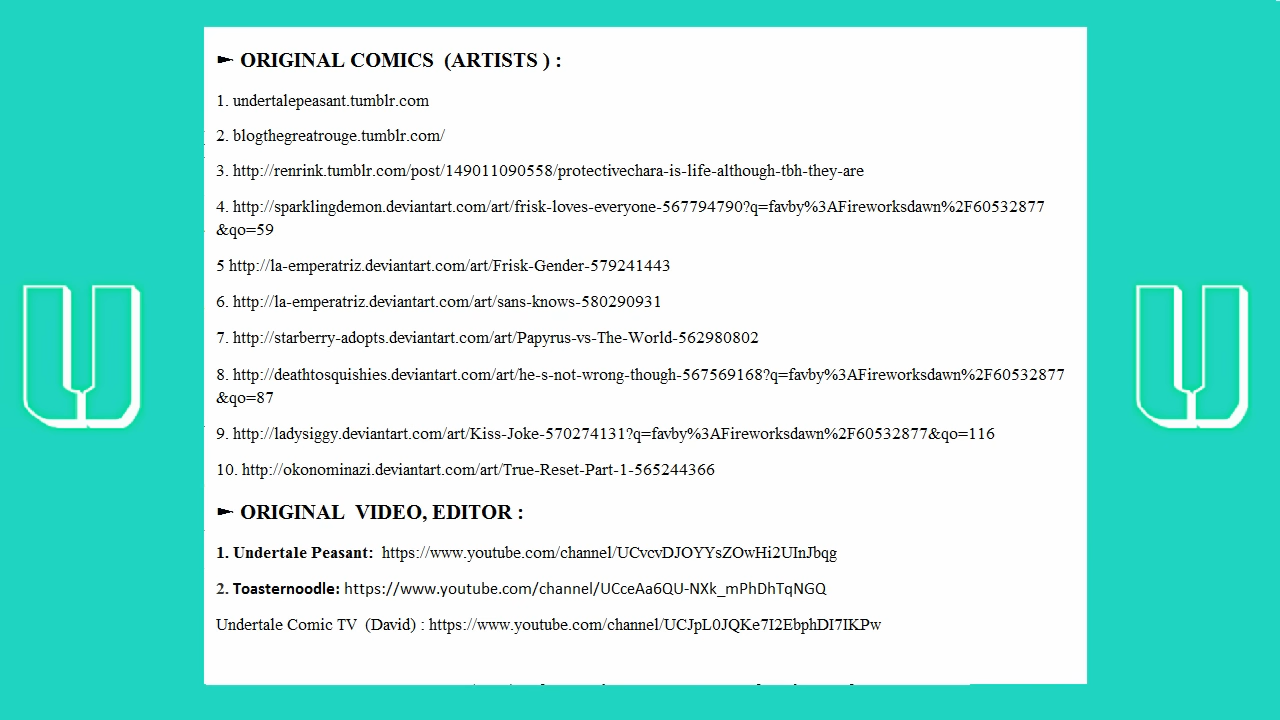 ► ORIGINAL COMICS (ARTISTS ) :
1. undertalepeasant.tumblr.com
2. blogthegreatrouge.tumblr.com/
3. http://renrink.tumblr.com/post/149011090558/protectivechara-is-life-although-tbh-they-are
4. http://sparklingdemon.deviantart.com/art/frisk-loves-everyone-567794790?q=favby%3AFireworksdawn%2F60532877
&qo=59
5 http://la-emperatriz.deviantart.com/art/Frisk-Gender-579241443
6. http://la-emperatriz.deviantart.com/art/sans-knows-580290931
7. http://starberry-adopts.deviantart.com/art/Papyrus-vs-The-World-562980802
8. http://deathtosquishies.deviantart.com/art/he-s-not-wrong-though-567569168?q=favby%3AFireworksdawn%2F60532877
&qo=87
9. http://ladysiggy.deviantart.com/art/Kiss-Joke-570274131?q=favby%3AFireworksdawn%2F60532877&qo=116
10. http://okonominazi.deviantart.com/art/True-Reset-Part-1-565244366
► ORIGINAL VIDEO, EDITOR :
1. Undertale Peasant: https://www.youtube.com/channel/UCvcvDJOYYsZOwHi2UInJbqg
2. Toasternoodle: https://www.youtube.com/channel/UCceAa6QU-NXk_mPhDhTqNGQ
Undertale Comic TV (David) : https://www.youtube.com/channel/UCJpL0JQKe7I2EbphDI7IKPw
U
U